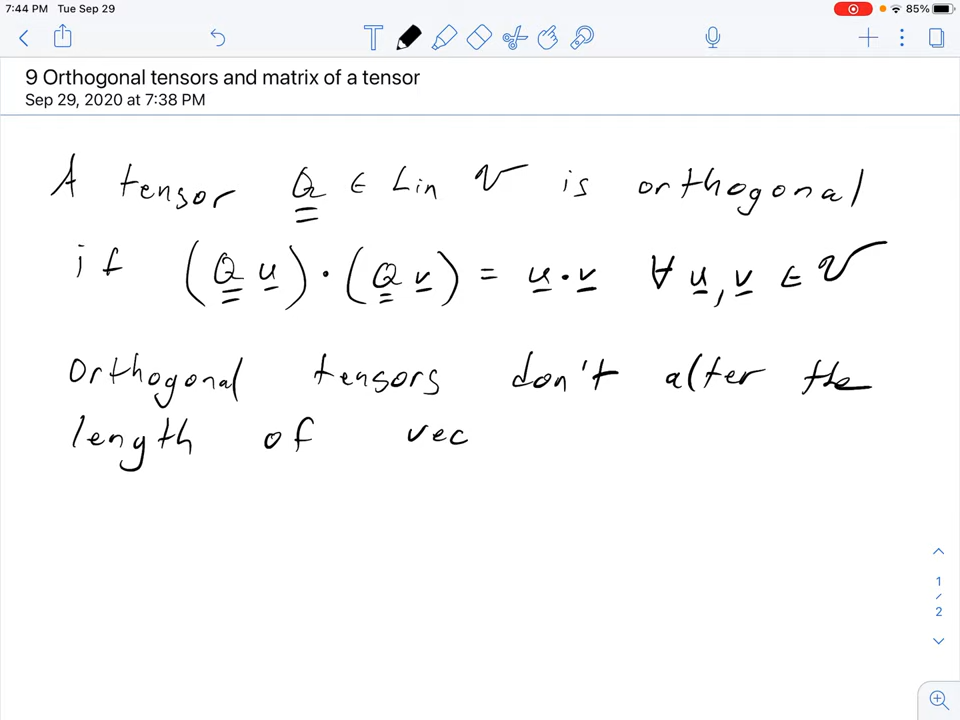 7:44 PM Tue Sep 29
85%
9 Orthogonal tensors and matrix of a tensor
Sep 29, 2020 at 7:38 PM
A tensor Q ∈ Lin V is orthogonal
if (Q u) · (Q v) = u · v ∀ u, v ∈ V
Orthogonal tensors don't alter the
length of vec
1
/
2